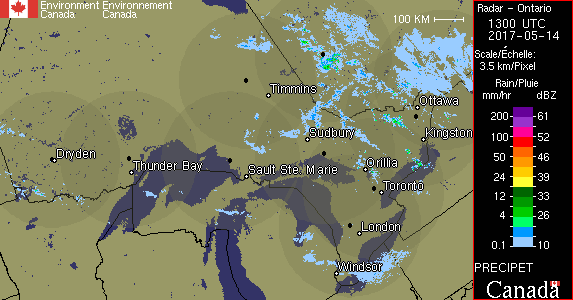 Environment Environnement
Canada Canada
100 KM
Timmins
Ottawa
Sudbury
Kingston
Dryden
Thunder Bay
Sault Ste. Marie
Orillia
Toronto
London
Windsor
Radar - Ontario
1300 UTC
2017-05-14
Scale/Échelle:
3.5 km/Pixel
Rain/Pluie
mm/hr dBZ
200 61
100 52
50 46
24 39
12 33
4 26
0.1 10
PRECIPET
Canada